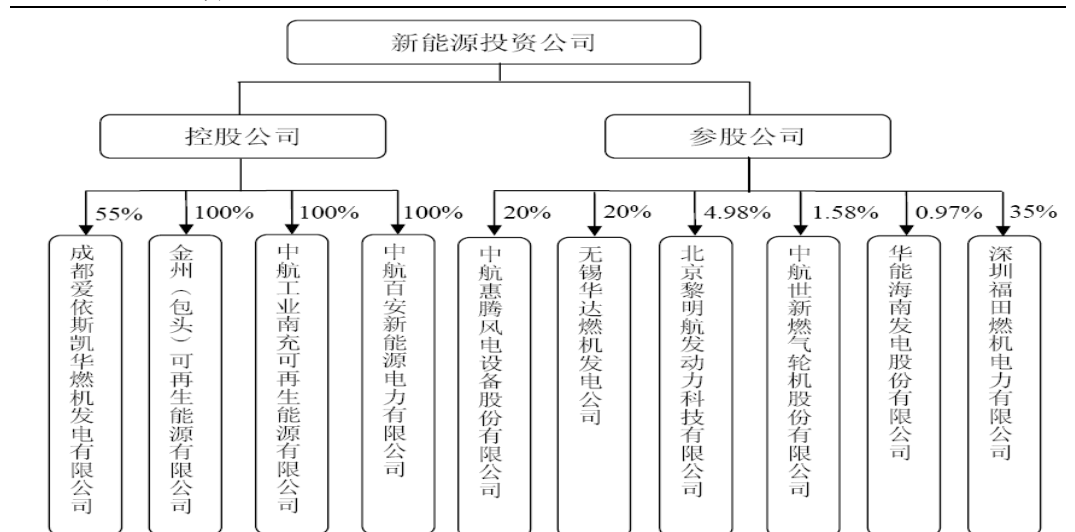 新能源投资公司
控股公司
参股公司
55%
100%
100%
100%
20%
20%
4.98%
1.58%
0.97%
35%
成都爱依斯凯华燃机发电有限公司
金州（包头）可再生能源有限公司
中航工业南充可再生能源有限公司
中航百安新能源电力有限公司
中航惠腾风电设备股份有限公司
无锡华达燃机发电公司
北京黎明航发动力科技有限公司
中航世新燃气轮机股份有限公司
华能海南发电股份有限公司
深圳福田燃机电力有限公司